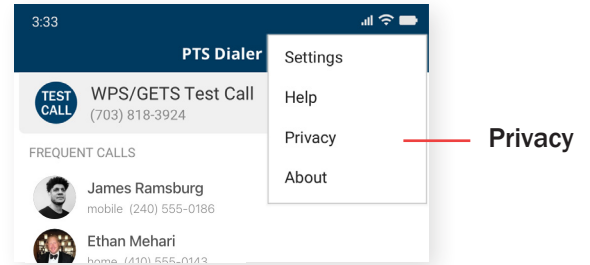 3:33
PTS Dialer
Settings
TEST CALL
WPS/GETS Test Call
(703) 818-3924
Help
FREQUENT CALLS
Privacy
Privacy
About
James Ramsburg
mobile (240) 555-0186
Ethan Mehari
home (410) 555-0143